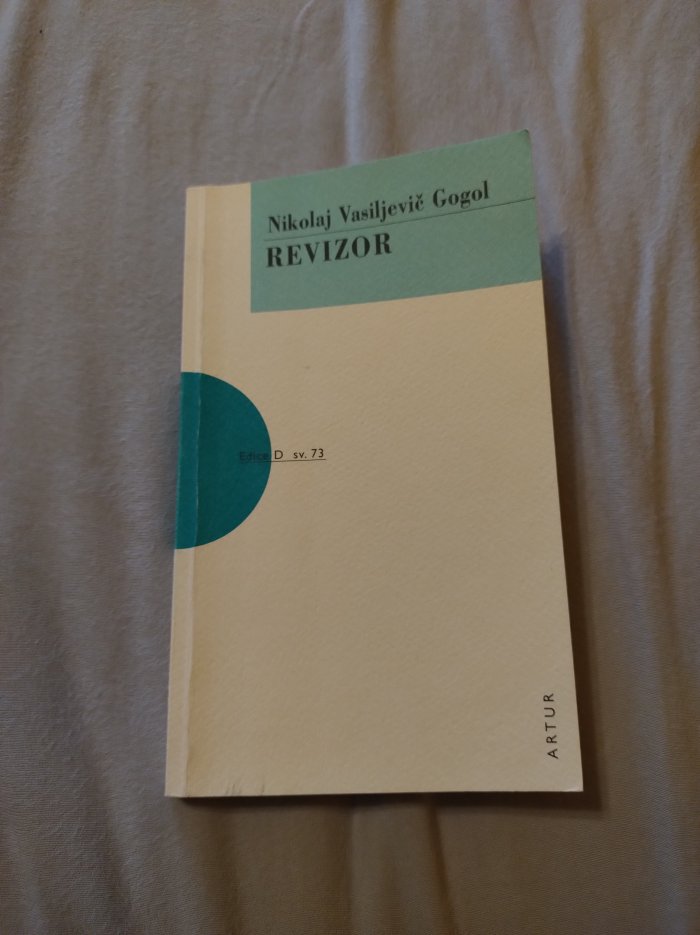 Nikolaj Vasiljevič Gogol
REVIZOR
Edice D sv. 73
ARTUR